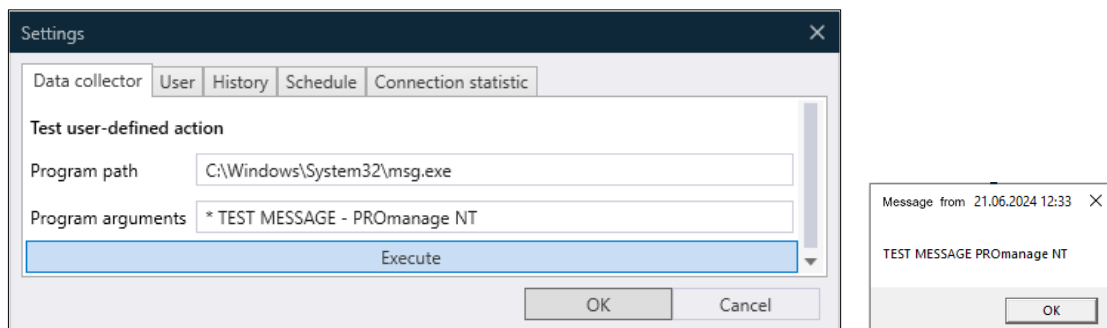 Settings
Data collector User History Schedule Connection statistic
Test user-defined action
Program path C:\Windows\System32\msg.exe
Program arguments * TEST MESSAGE - PROmanage NT
Execute
OK Cancel
Message from 21.06.2024 12:33
TEST MESSAGE PROmanage NT
OK